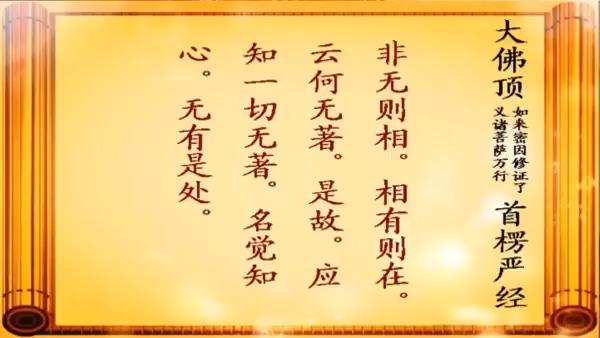 大佛顶
如来密因修证了
义诸菩萨万行
首楞严经
非无则相。相有则在。
云何无著。是故。应
知一切无著。名觉知
心。无有是处。